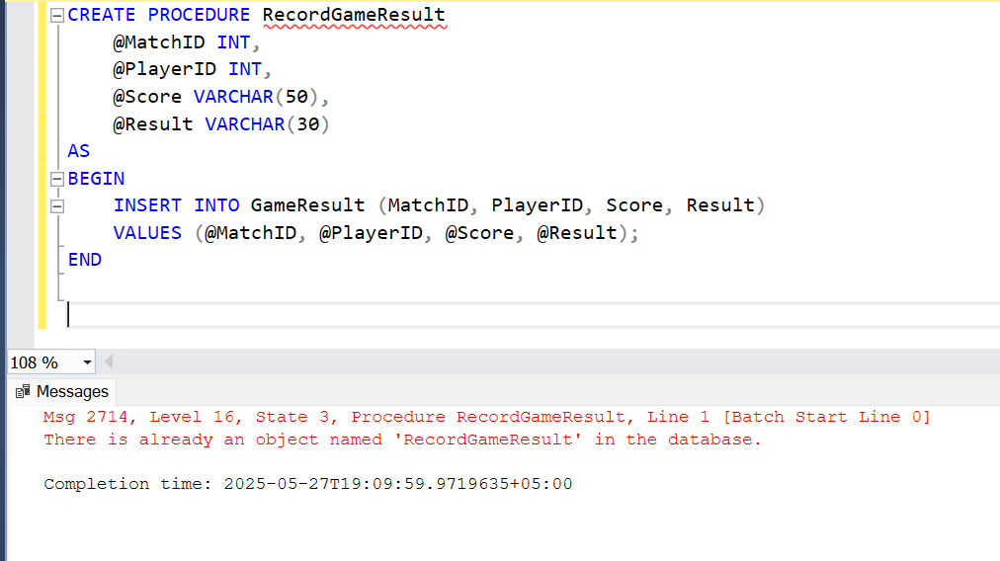 CREATE PROCEDURE RecordGameResult
@MatchID INT,
@PlayerID INT,
@Score VARCHAR(50),
@Result VARCHAR(30)
AS
BEGIN
INSERT INTO GameResult (MatchID, PlayerID, Score, Result)
VALUES (@MatchID, @PlayerID, @Score, @Result);
END
108 %
Messages
Msg 2714, Level 16, State 3, Procedure RecordGameResult, Line 1 [Batch Start Line 0]
There is already an object named 'RecordGameResult' in the database.
Completion time: 2025-05-27T19:09:59.9719635+05:00